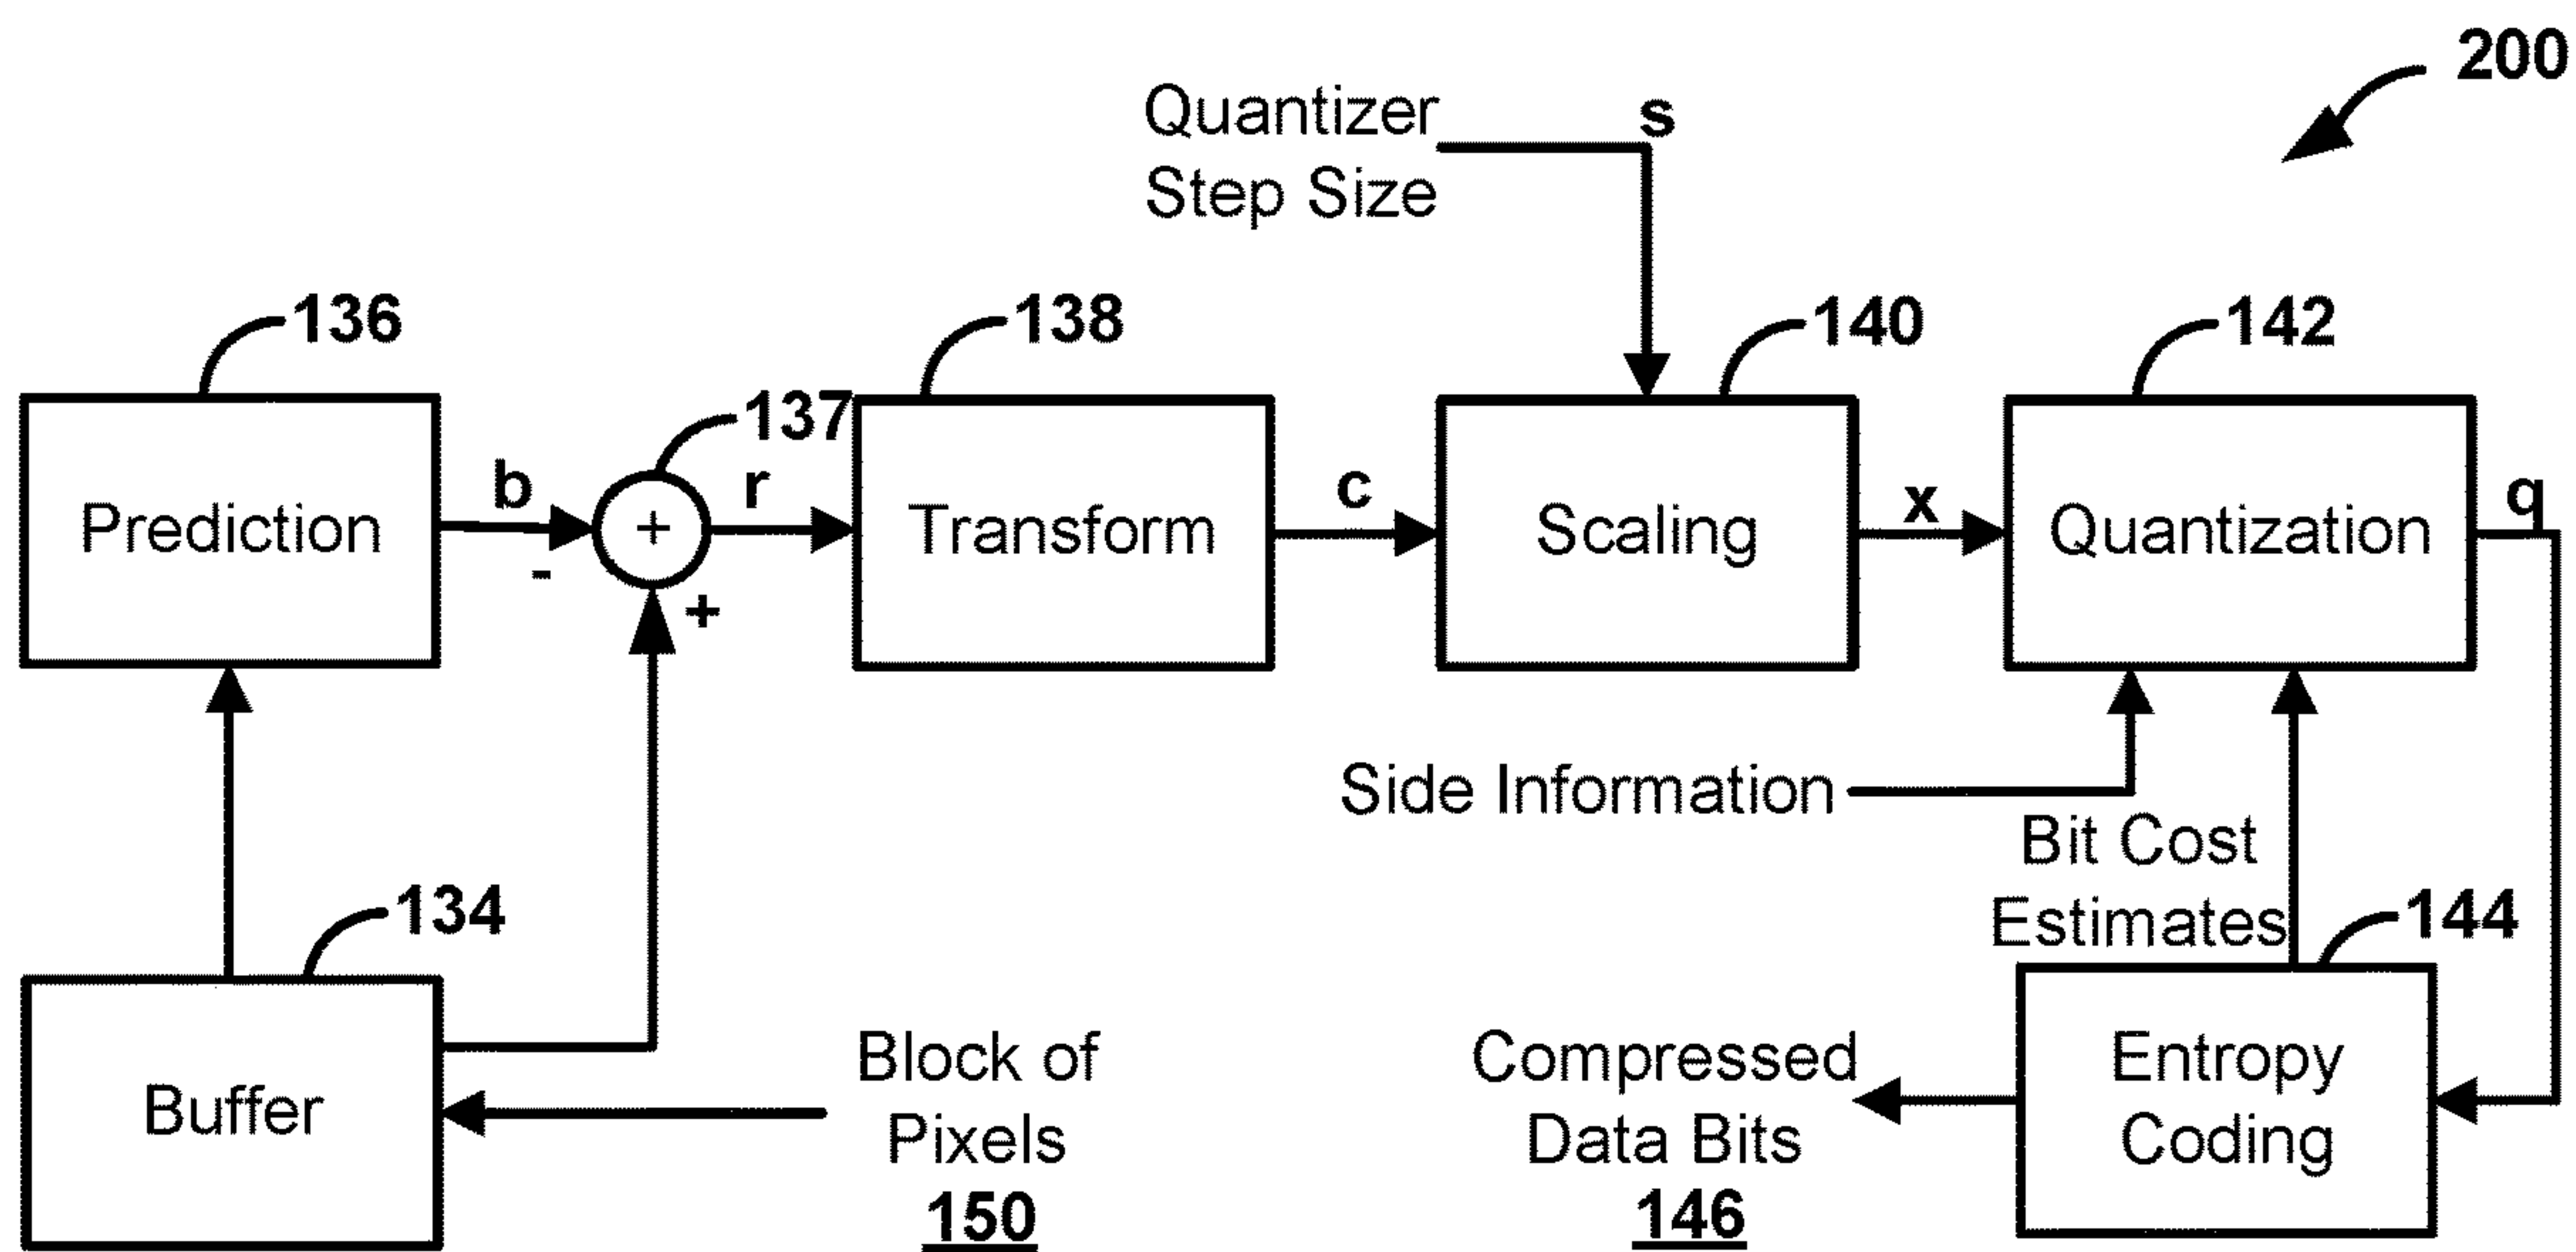 200
Quantizer
Step Size
s
136
138
140
142
137
b
r
c
x
q
Prediction
+
Transform
Scaling
Quantization
-
+
Side Information
Bit Cost
Estimates
134
144
Buffer
Block of
Pixels
150
Compressed
Data Bits
146
Entropy
Coding